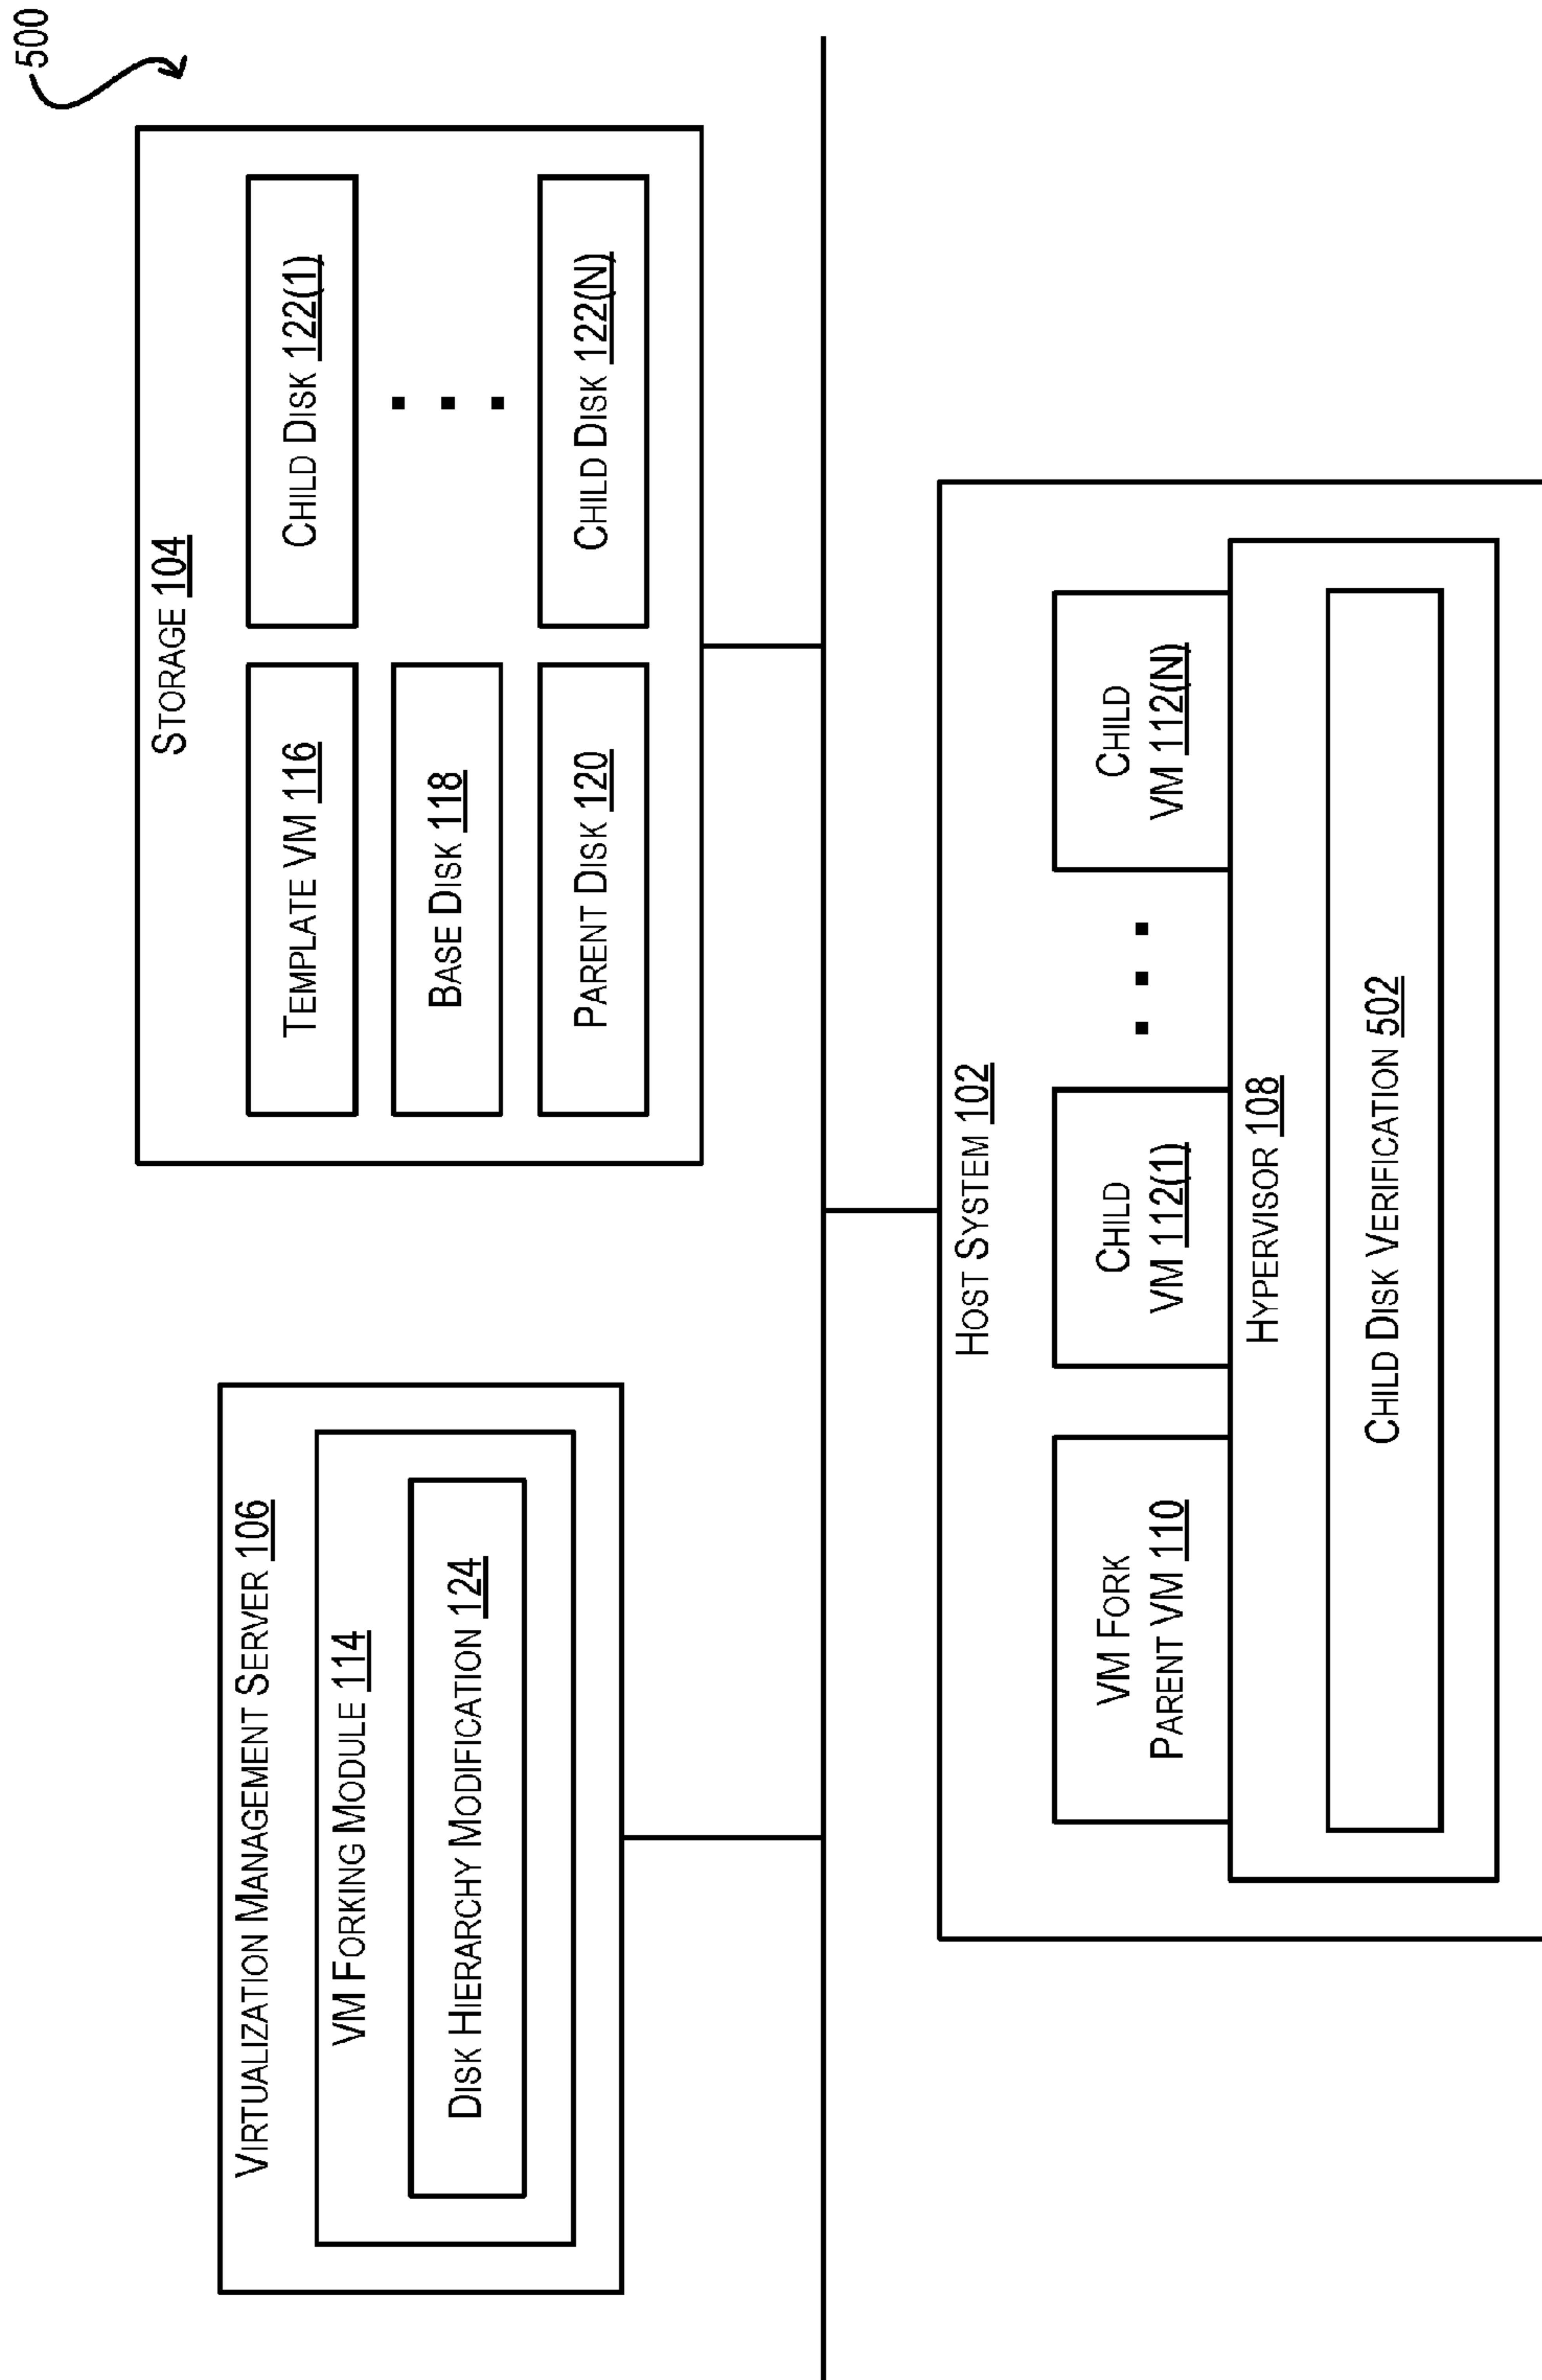 500
VIRTUALIZATION MANAGEMENT SERVER 106
VM FORKING MODULE 114
DISK HIERARCHY MODIFICATION 124
STORAGE 104
TEMPLATE VM 116
BASE DISK 118
PARENT DISK 120
CHILD DISK 122(1)
CHILD DISK 122(N)
HOST SYSTEM 102
VM FORK
PARENT VM 110
CHILD
VM 112(1)
CHILD
VM 112(N)
HYPERVISOR 108
CHILD DISK VERIFICATION 502